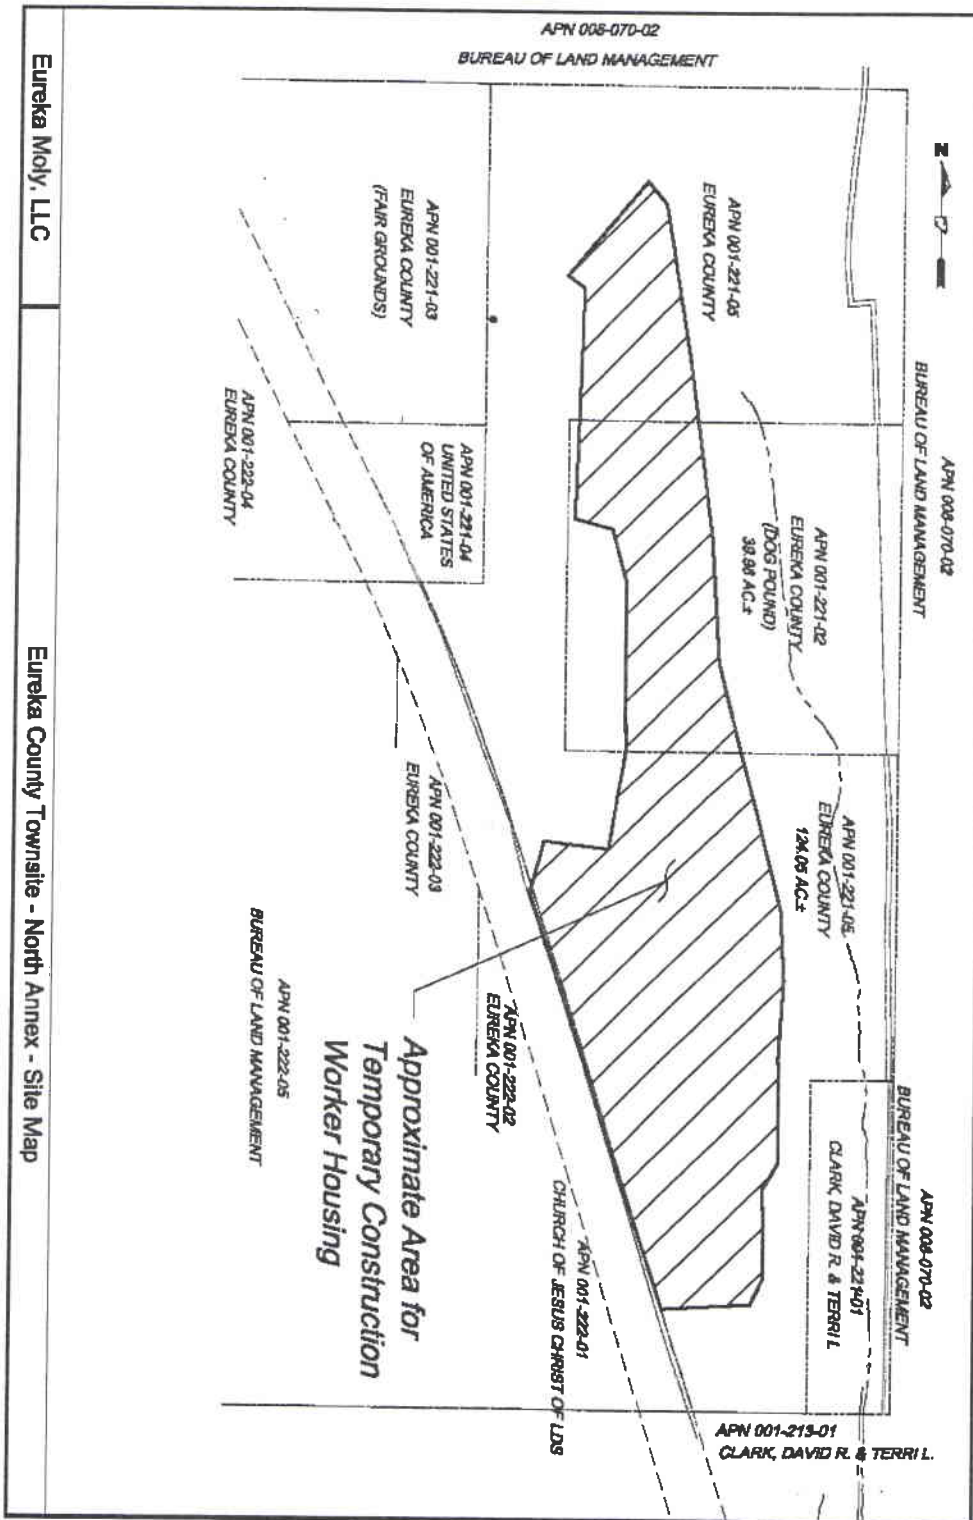 APN 008-070-02
BUREAU OF LAND MANAGEMENT
N
APN 008-070-02
BUREAU OF LAND MANAGEMENT
APN 008-070-02
BUREAU OF LAND MANAGEMENT
APN 001-221-05
EUREKA COUNTY
APN 001-221-02
EUREKA COUNTY
(DOG POUND)
39.98 AC.±
APN 001-221-05
EUREKA COUNTY
124.05 AC.±
APN 001-221-01
CLARK, DAVID R. & TERRI L.
APN 001-213-01
CLARK, DAVID R. & TERRI L.
APN 001-221-03
EUREKA COUNTY
(FAIR GROUNDS)
APN 001-221-04
UNITED STATES
OF AMERICA
APN 001-222-04
EUREKA COUNTY
APN 001-222-03
EUREKA COUNTY
APN 001-222-02
EUREKA COUNTY
APN 001-222-01
CHURCH OF JESUS CHRIST OF LDS
Approximate Area for
Temporary Construction
Worker Housing
APN 001-222-05
BUREAU OF LAND MANAGEMENT
Eureka Moly, LLC
Eureka County Townsite - North Annex - Site Map